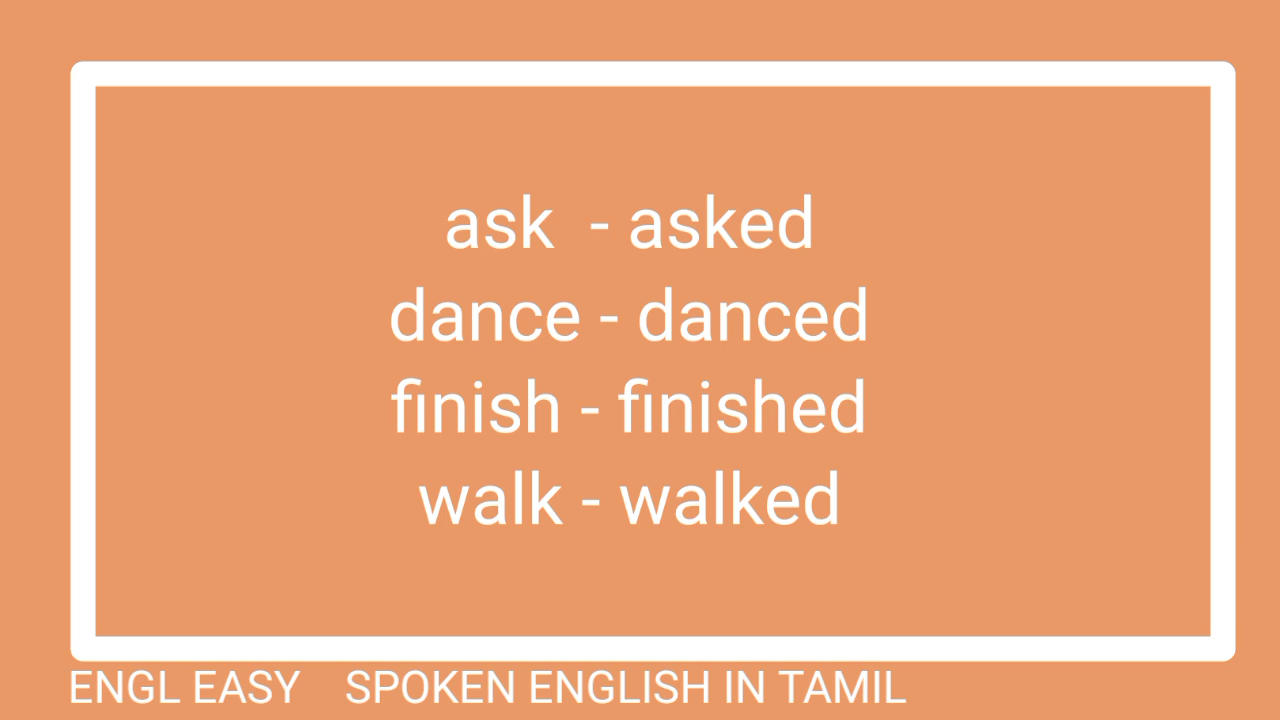 ask  - asked
dance - danced
finish - finished
walk - walked
ENGL EASY    SPOKEN ENGLISH IN TAMIL